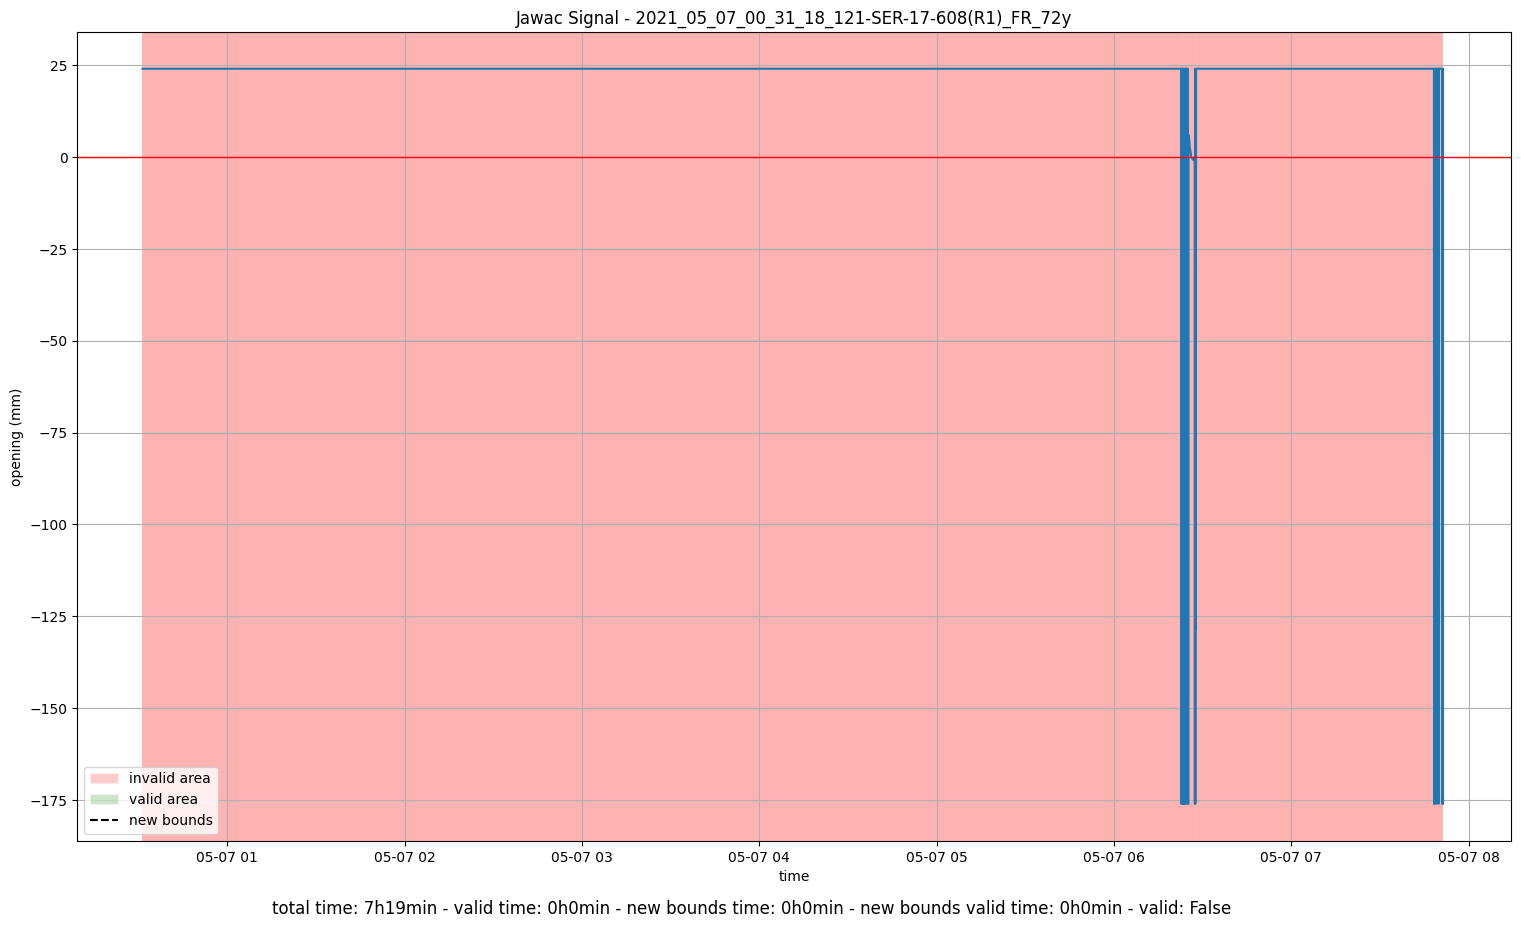 Jawac Signal - 2021_05_07_00_31_18_121-SER-17-608(R1)_FR_72y
25
0
−25
−50
−75
−100
−125
−150
−175
opening (mm)
invalid area
valid area
new bounds
05-07 01
05-07 02
05-07 03
05-07 04
05-07 05
05-07 06
05-07 07
05-07 08
time
total time: 7h19min - valid time: 0h0min - new bounds time: 0h0min - new bounds valid time: 0h0min - valid: False